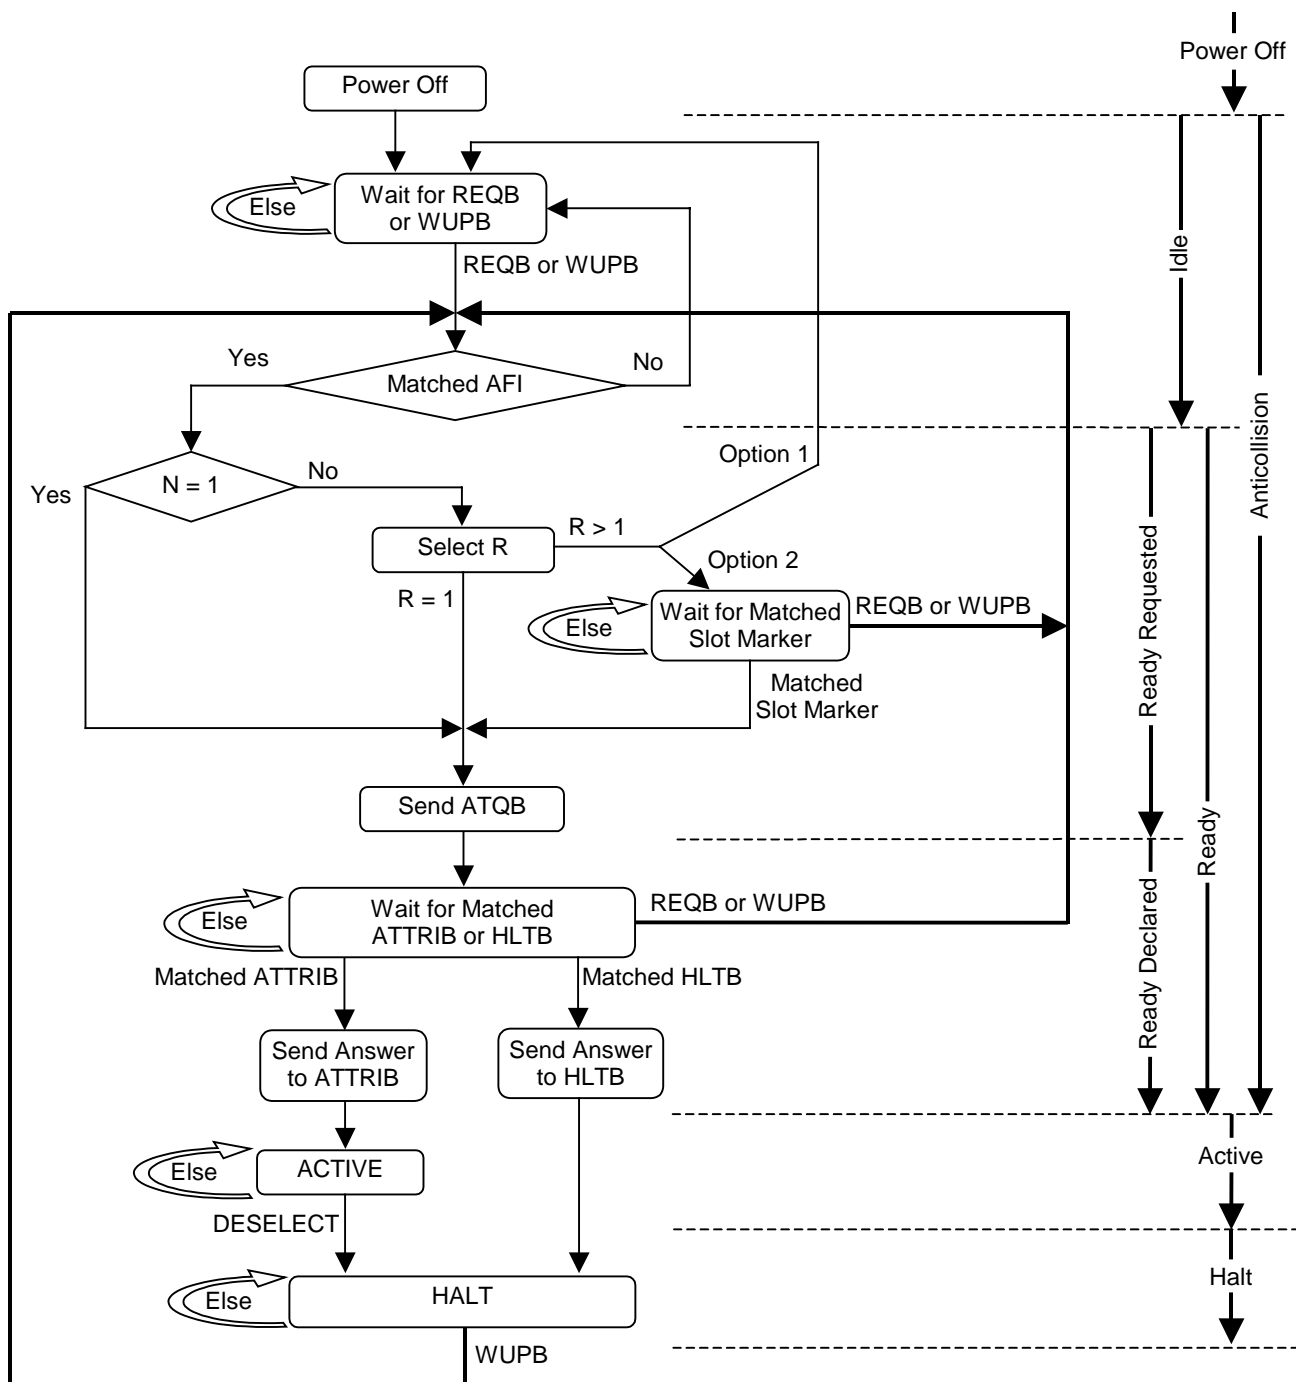 Power Off
Power Off
Wait for REQB
or WUPB
Else
REQB or WUPB
Idle
Yes
Matched AFI
No
Anticollision
Option 1
Yes
N = 1
No
Select R
R > 1
Option 2
R = 1
Else
Wait for Matched
Slot Marker
REQB or WUPB
Ready Requested
Matched
Slot Marker
Send ATQB
Ready
Else
Wait for Matched
ATTRIB or HLTB
REQB or WUPB
Ready Declared
Matched ATTRIB
Matched HLTB
Send Answer
to ATTRIB
Send Answer
to HLTB
Else
ACTIVE
Active
DESELECT
Else
HALT
Halt
WUPB